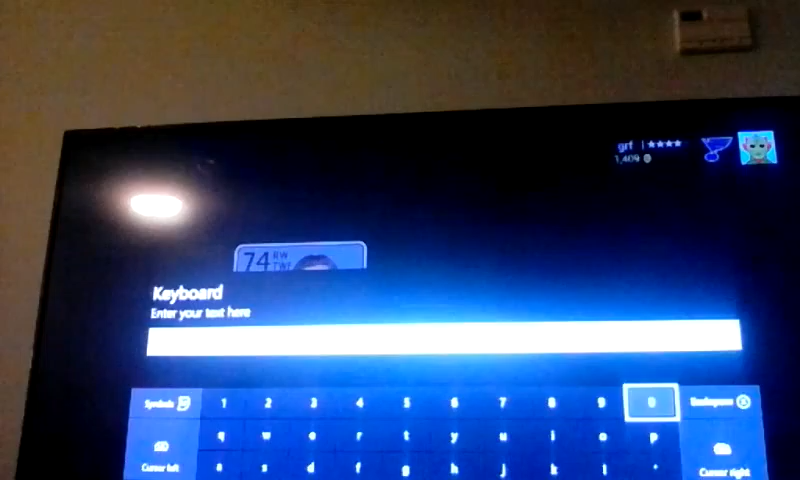 grf | ★★★★
1,409
74 RW
TWF
Keyboard
Enter your text here
Symbols 1 2 3 4 5 6 7 8 9 0 Backspace
q w e r t y u i o p
Cursor left a s d f g h j k l ' Cursor right